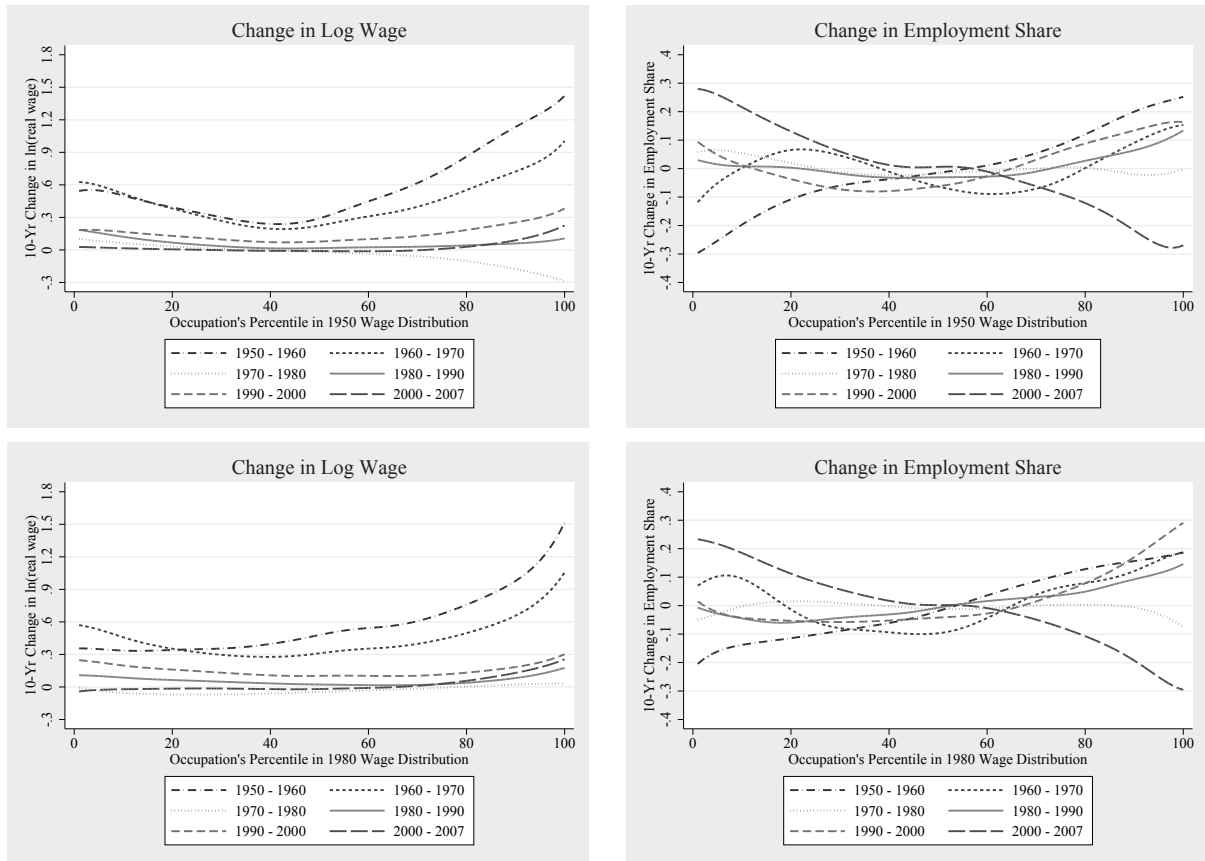 Change in Log Wage
10-Yr Change in ln(real wage)
1.8
1.5
1.2
.9
.6
.3
0
-.3
0 20 40 60 80 100
Occupation's Percentile in 1950 Wage Distribution
1950 - 1960 1960 - 1970
1970 - 1980 1980 - 1990
1990 - 2000 2000 - 2007
Change in Employment Share
10-Yr Change in Employment Share
.4
.3
.2
.1
0
-.1
-.2
-.3
-.4
0 20 40 60 80 100
Occupation's Percentile in 1950 Wage Distribution
1950 - 1960 1960 - 1970
1970 - 1980 1980 - 1990
1990 - 2000 2000 - 2007
Change in Log Wage
10-Yr Change in ln(real wage)
1.8
1.5
1.2
.9
.6
.3
0
-.3
0 20 40 60 80 100
Occupation's Percentile in 1980 Wage Distribution
1950 - 1960 1960 - 1970
1970 - 1980 1980 - 1990
1990 - 2000 2000 - 2007
Change in Employment Share
10-Yr Change in Employment Share
.4
.3
.2
.1
0
-.1
-.2
-.3
-.4
0 20 40 60 80 100
Occupation's Percentile in 1980 Wage Distribution
1950 - 1960 1960 - 1970
1970 - 1980 1980 - 1990
1990 - 2000 2000 - 2007